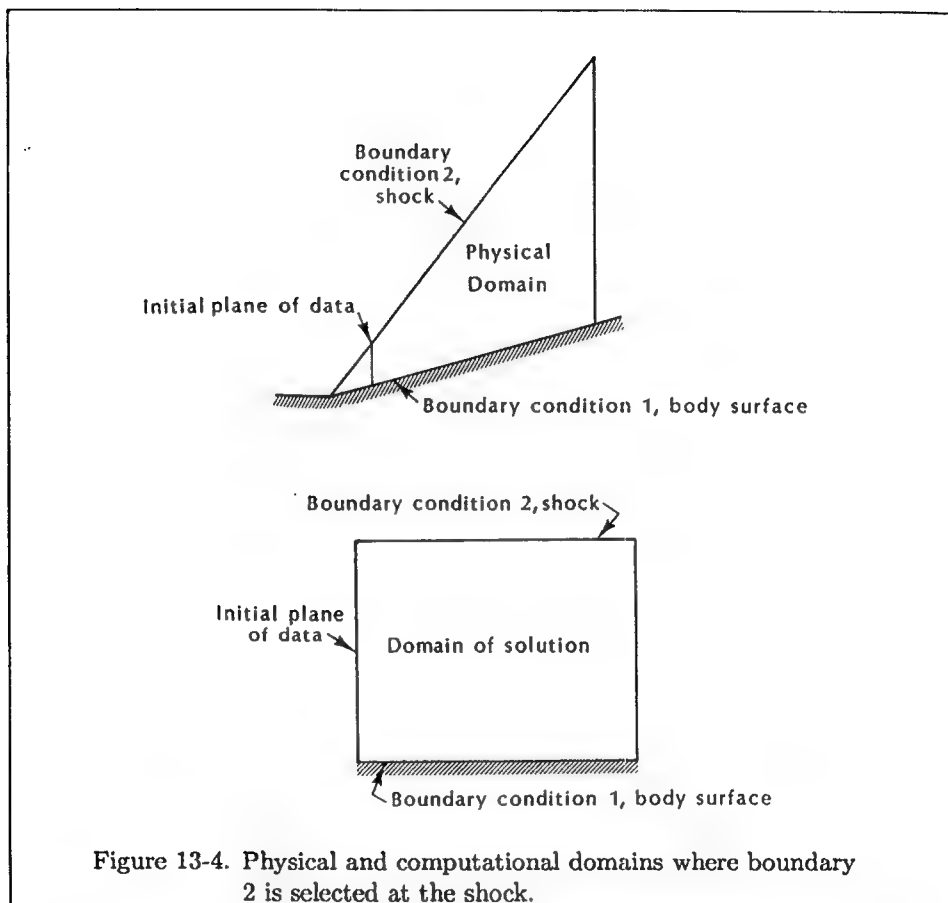 Boundary
condition 2,
shock
Physical
Domain
Initial plane of data
Boundary condition 1, body surface
Boundary condition 2, shock
Initial plane
of data
Domain of solution
Boundary condition 1, body surface
Figure 13-4. Physical and computational domains where boundary
2 is selected at the shock.